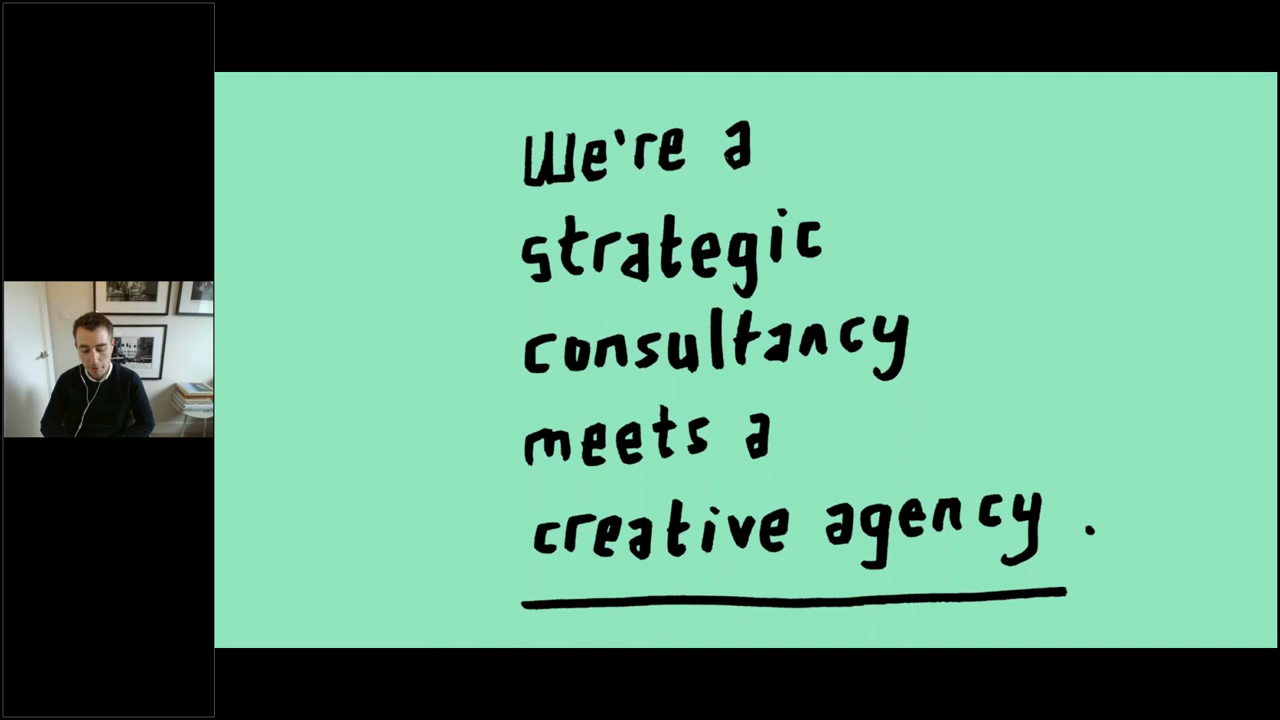 We're a
strategic
consultancy
meets a
creative agency.